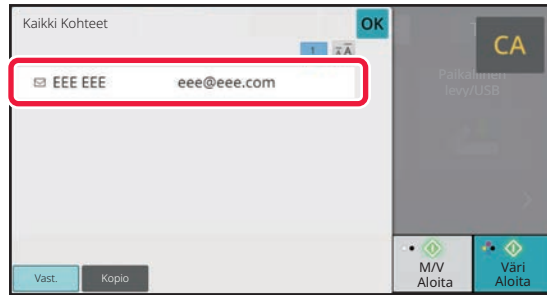 Kaikki Kohteet
OK
CA
1
EEE EEE eee@eee.com
Paikallinen
levy/USB
Vast.
Kopio
M/V
Aloita
Väri
Aloita